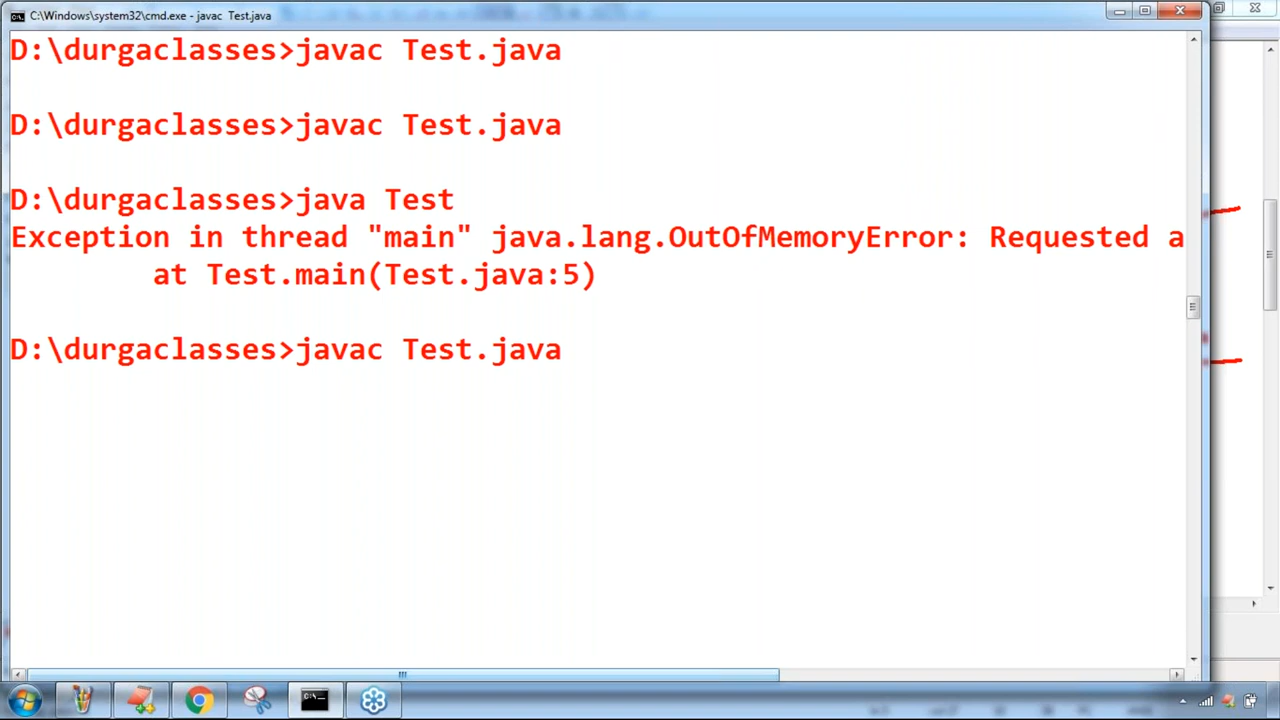 C:\Windows\system32\cmd.exe - javac Test.java
D:\durgaclasses>javac Test.java
D:\durgaclasses>javac Test.java
D:\durgaclasses>java Test
Exception in thread "main" java.lang.OutOfMemoryError: Requested a
at Test.main(Test.java:5)
D:\durgaclasses>javac Test.java